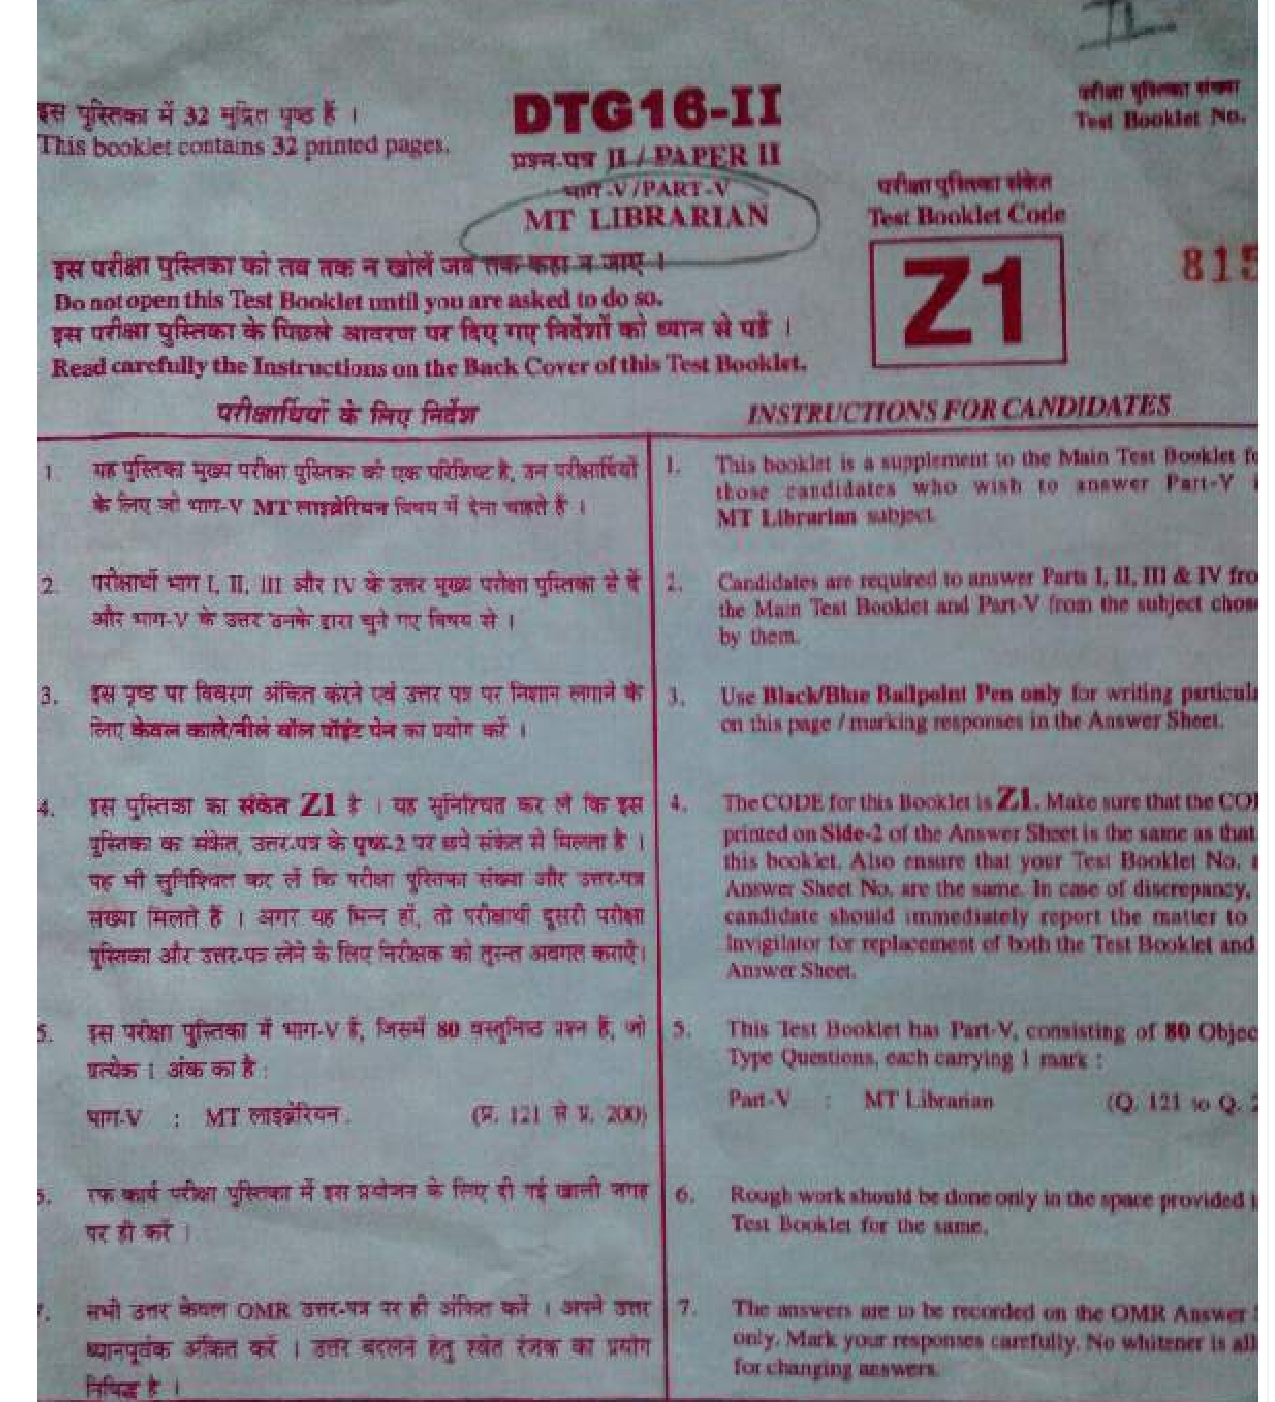 इस पुस्तिका में 32 मुद्रित पृष्ठ हैं ।
This booklet contains 32 printed pages.
DTG16-II
प्रश्न-पत्र II / PAPER II
भाग-V/PART-V
MT LIBRARIAN
परीक्षा पुस्तिका संख्या
Test Booklet No.
परीक्षा पुस्तिका संकेत
Test Booklet Code
Z1
815
इस परीक्षा पुस्तिका को तब तक न खोलें जब तक कहा न जाए ।
Do not open this Test Booklet until you are asked to do so.
इस परीक्षा पुस्तिका के पिछले आवरण पर दिए गए निर्देशों को ध्यान से पढ़ें ।
Read carefully the Instructions on the Back Cover of this Test Booklet.
परीक्षार्थियों के लिए निर्देश
1. यह पुस्तिका मुख्य परीक्षा पुस्तिका की एक परिशिष्ट है, उन परीक्षार्थियों
के लिए जो भाग-V MT लाइब्रेरियन विषय में देना चाहते हैं ।
2. परीक्षार्थी भाग I, II, III और IV के उत्तर मुख्य परीक्षा पुस्तिका से दें
और भाग-V के उत्तर उनके द्वारा चुने गए विषय से ।
3. इस पृष्ठ पर विवरण अंकित करने एवं उत्तर पत्र पर निशान लगाने के
लिए केवल काले/नीले बॉल पॉइंट पेन का प्रयोग करें ।
4. इस पुस्तिका का संकेत Z1 है । यह सुनिश्चित कर लें कि इस
पुस्तिका का संकेत, उत्तर-पत्र के पृष्ठ-2 पर छपे संकेत से मिलता है ।
यह भी सुनिश्चित कर लें कि परीक्षा पुस्तिका संख्या और उत्तर-पत्र
संख्या मिलते हैं । अगर यह भिन्न हों, तो परीक्षार्थी दूसरी परीक्षा
पुस्तिका और उत्तर-पत्र लेने के लिए निरीक्षक को तुरन्त अवगत कराएँ।
5. इस परीक्षा पुस्तिका में भाग-V है, जिसमें 80 वस्तुनिष्ठ प्रश्न हैं, जो
प्रत्येक 1 अंक का है :
भाग-V : MT लाइब्रेरियन . (प्र. 121 से प्र. 200)
6. रफ कार्य परीक्षा पुस्तिका में इस प्रयोजन के लिए दी गई खाली जगह
पर ही करें ।
7. सभी उत्तर केवल OMR उत्तर-पत्र पर ही अंकित करें । अपने उत्तर
ध्यानपूर्वक अंकित करें । उत्तर बदलने हेतु स्वेत रंजक का प्रयोग
निषिद्ध है ।
INSTRUCTIONS FOR CANDIDATES
1. This booklet is a supplement to the Main Test Booklet fo
those candidates who wish to answer Part-V i
MT Librarian subject.
2. Candidates are required to answer Parts I, II, III & IV fro
the Main Test Booklet and Part-V from the subject chose
by them.
3. Use Black/Blue Ballpoint Pen only for writing particula
on this page / marking responses in the Answer Sheet.
4. The CODE for this Booklet is Z1. Make sure that the COD
printed on Side-2 of the Answer Sheet is the same as that
this booklet. Also ensure that your Test Booklet No. a
Answer Sheet No. are the same. In case of discrepancy,
candidate should immediately report the matter to
Invigilator for replacement of both the Test Booklet and
Answer Sheet.
5. This Test Booklet has Part-V, consisting of 80 Objec
Type Questions, each carrying 1 mark :
Part-V : MT Librarian (Q. 121 to Q. 2
6. Rough work should be done only in the space provided i
Test Booklet for the same.
7. The answers are to be recorded on the OMR Answer S
only. Mark your responses carefully. No whitener is all
for changing answers.